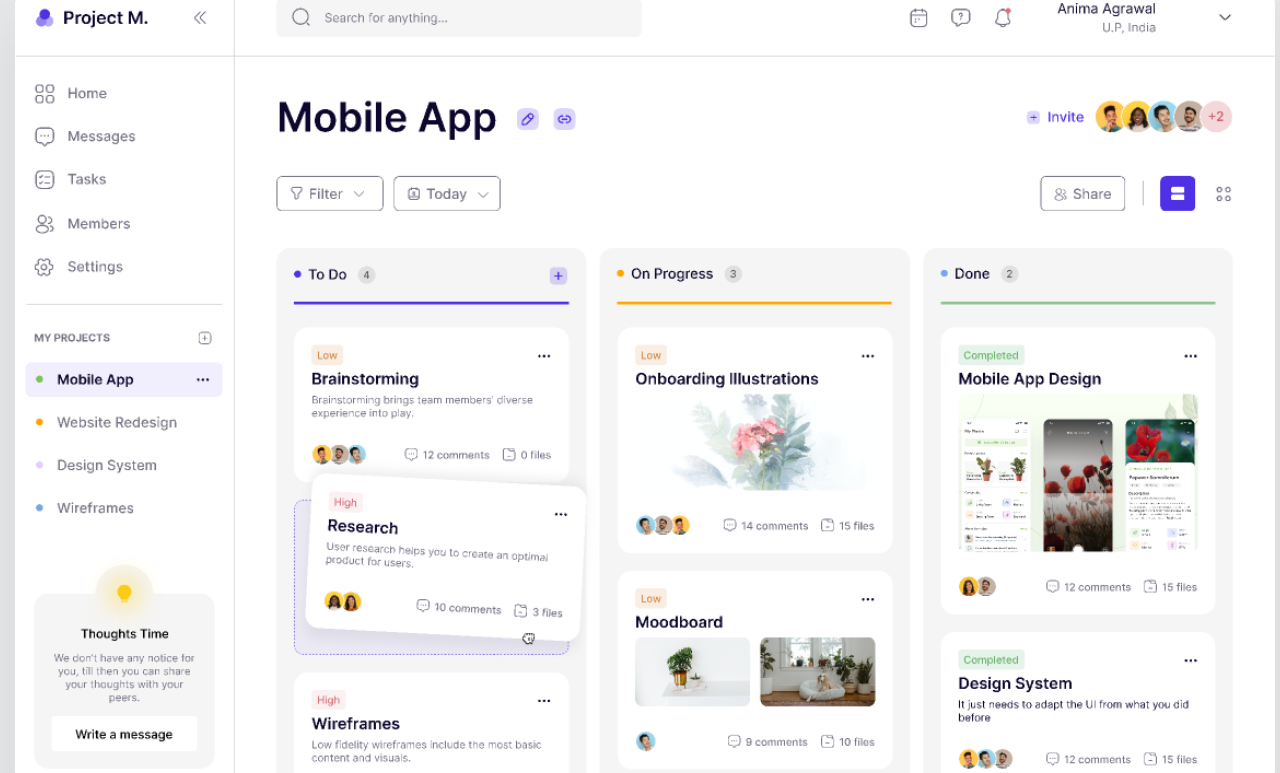 Project M.
Search for anything...
Anima Agrawal
U.P, India
Home
Messages
Tasks
Members
Settings
MY PROJECTS
Mobile App
Website Redesign
Design System
Wireframes
Thoughts Time
We don't have any notice for
you, till then you can share
your thoughts with your
peers.
Write a message
Mobile App
Invite
+2
Filter
Today
Share
To Do 4
Low
Brainstorming
Brainstorming brings team members' diverse
experience into play.
12 comments 0 files
High
Research
User research helps you to create an optimal
product for users.
10 comments 3 files
High
Wireframes
Low fidelity wireframes include the most basic
content and visuals.
On Progress 3
Low
Onboarding Illustrations
14 comments 15 files
Low
Moodboard
9 comments 10 files
Done 2
Completed
Mobile App Design
My Plants
Papaver Somniferum
Description
12 comments 15 files
Completed
Design System
It just needs to adapt the UI from what you did
before
12 comments 15 files